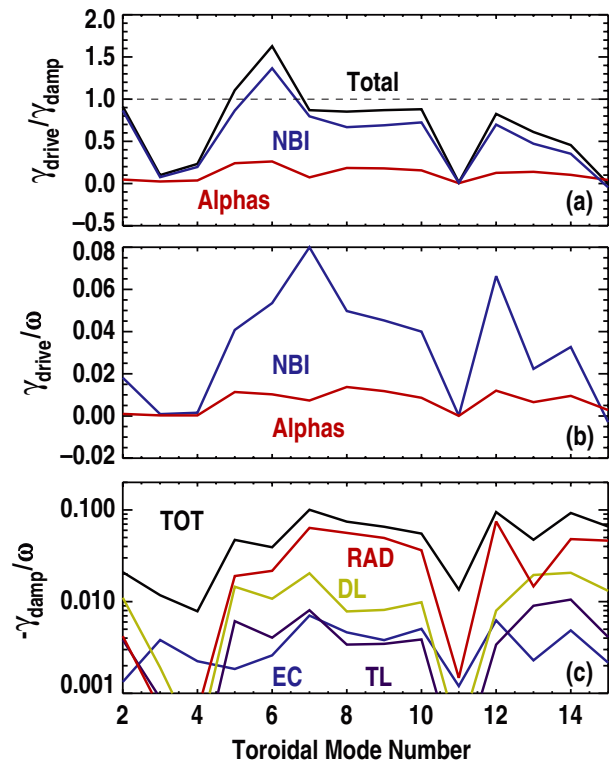 2.0
1.5
1.0
0.5
0.0
−0.5
γdrive/γdamp
Total
NBI
Alphas
(a)
0.08
0.06
0.04
0.02
0.00
−0.02
γdrive/ω
NBI
Alphas
(b)
0.100
0.010
0.001
-γdamp/ω
TOT
RAD
DL
EC
TL
(c)
2 4 6 8 10 12 14
Toroidal Mode Number